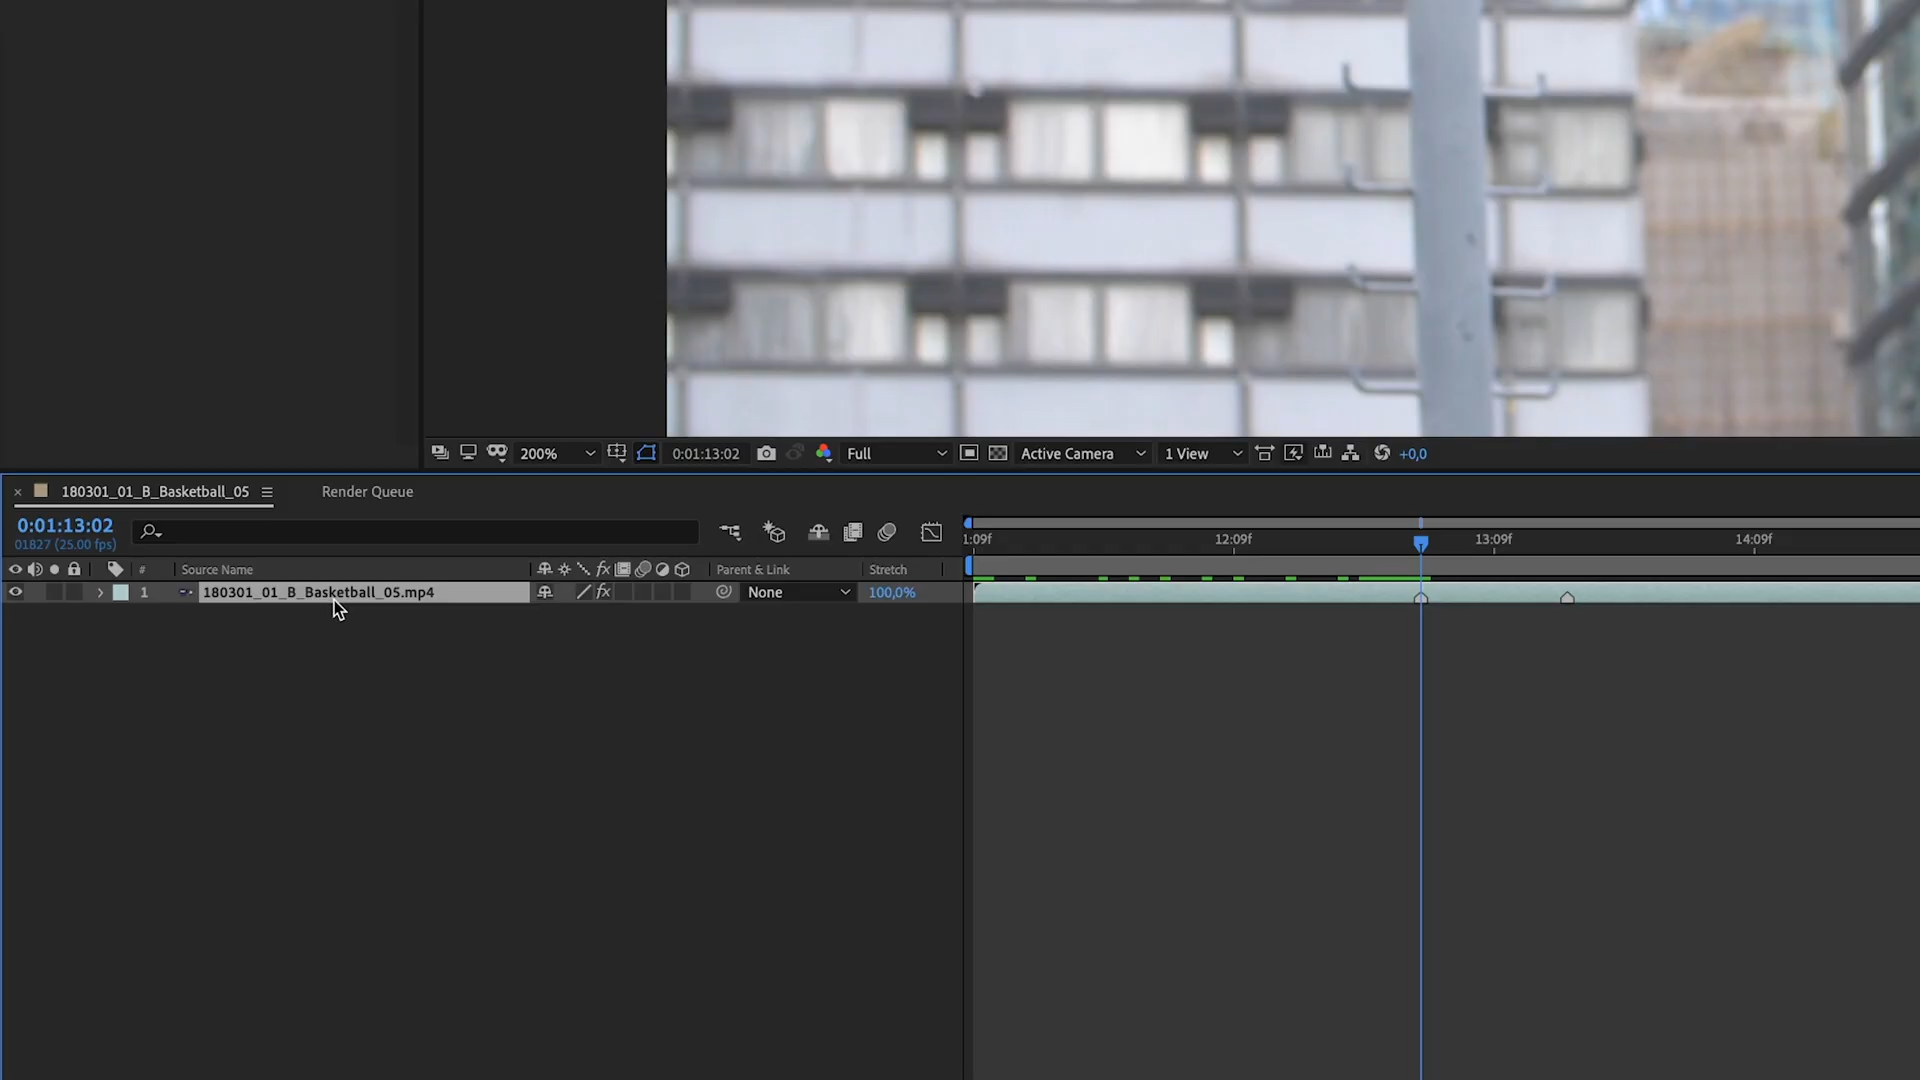 200%
0:01:13:02
Full
Active Camera
1 View
+0,0
180301_01_B_Basketball_05
Render Queue
0:01:13:02
01827 (25.00 fps)
1:09f
12:09f
13:09f
14:09f
#
Source Name
fx
Parent & Link
Stretch
1
180301_01_B_Basketball_05.mp4
fx
None
100,0%